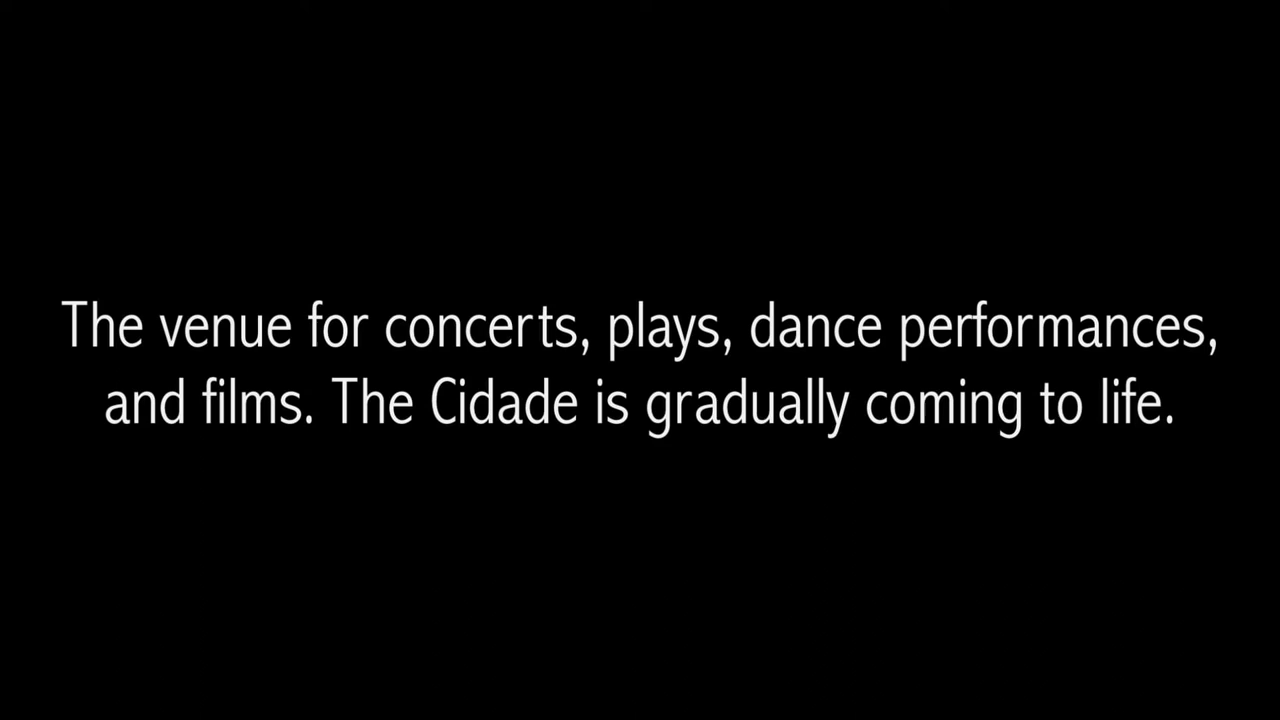 The venue for concerts, plays, dance performances,
and films. The Cidade is gradually coming to life.